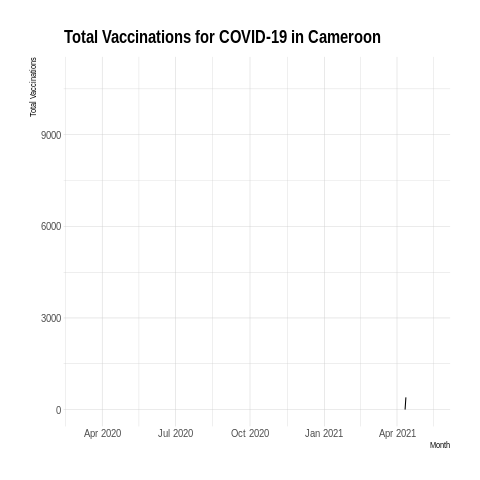 Total Vaccinations for COVID-19 in Cameroon
Total Vaccinations
9000
6000
3000
0
Apr 2020 Jul 2020 Oct 2020 Jan 2021 Apr 2021
Month